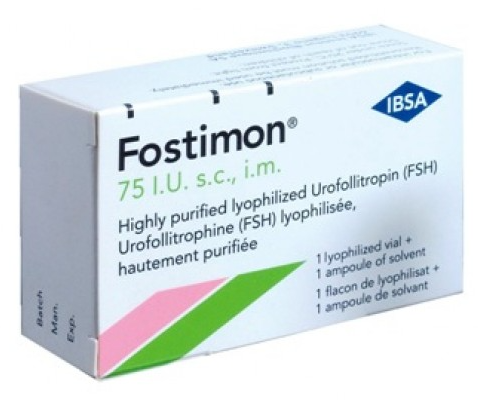 IBSA
Fostimon®
75 I.U. s.c., i.m.
Highly purified lyophilized Urofollitropin (FSH)
Urofollitrophine (FSH) lyophilisée,
hautement purifiée
1 lyophilized vial +
1 ampoule of solvent
1 flacon de lyophilisat +
1 ampoule de solvant
Batch
Man.
Exp.